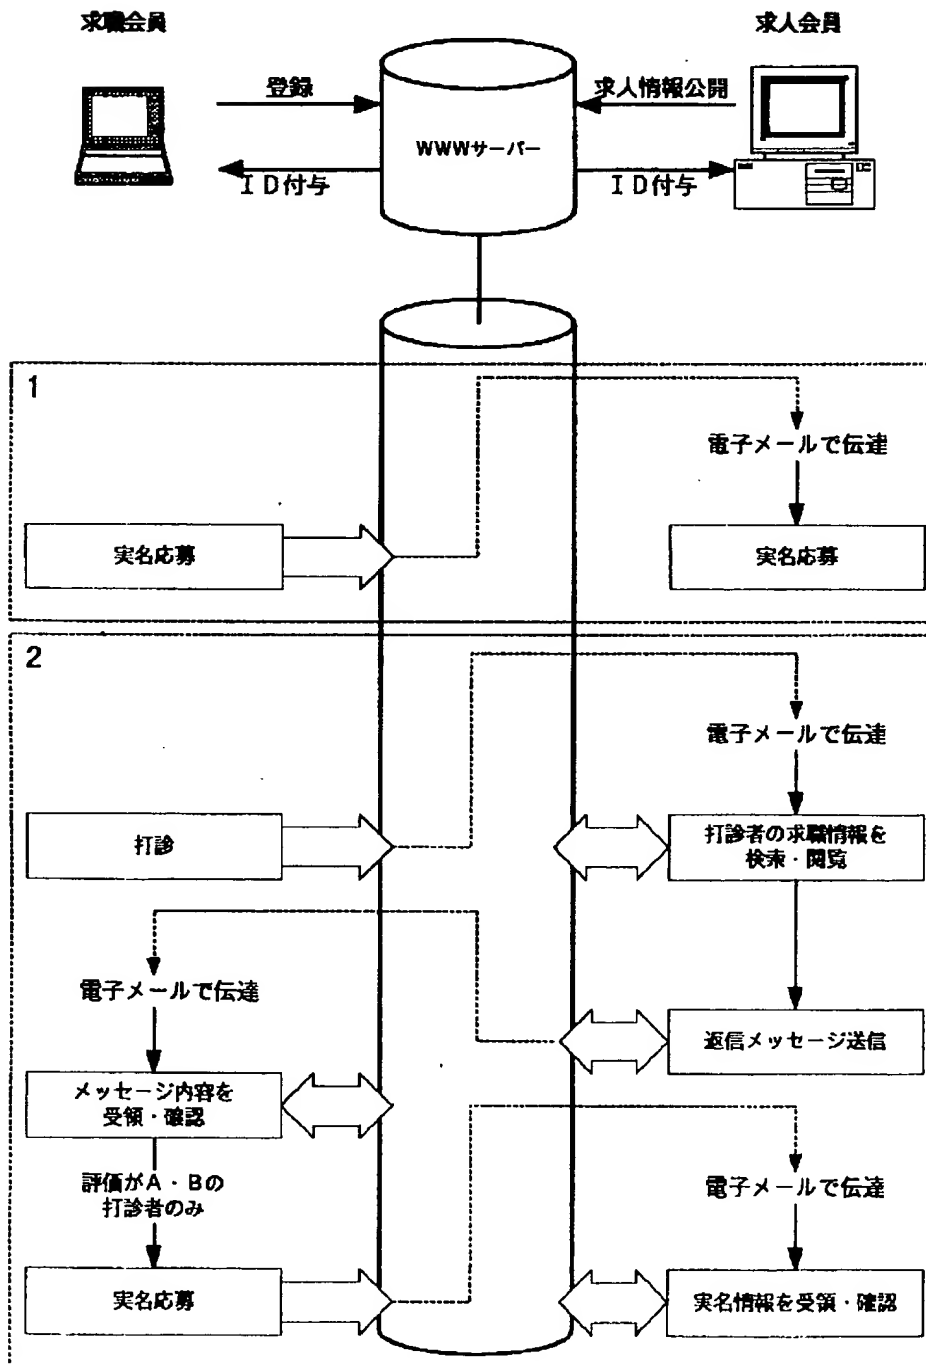 求職会員
求人会員
登録
求人情報公開
WWWサーバー
ＩＤ付与
ＩＤ付与
1
電子メールで伝達
実名応募
実名応募
2
電子メールで伝達
打診
打診者の求職情報を
検索・閲覧
電子メールで伝達
返信メッセージ送信
メッセージ内容を
受領・確認
評価がＡ・Ｂの
打診者のみ
電子メールで伝達
実名応募
実名情報を受領・確認